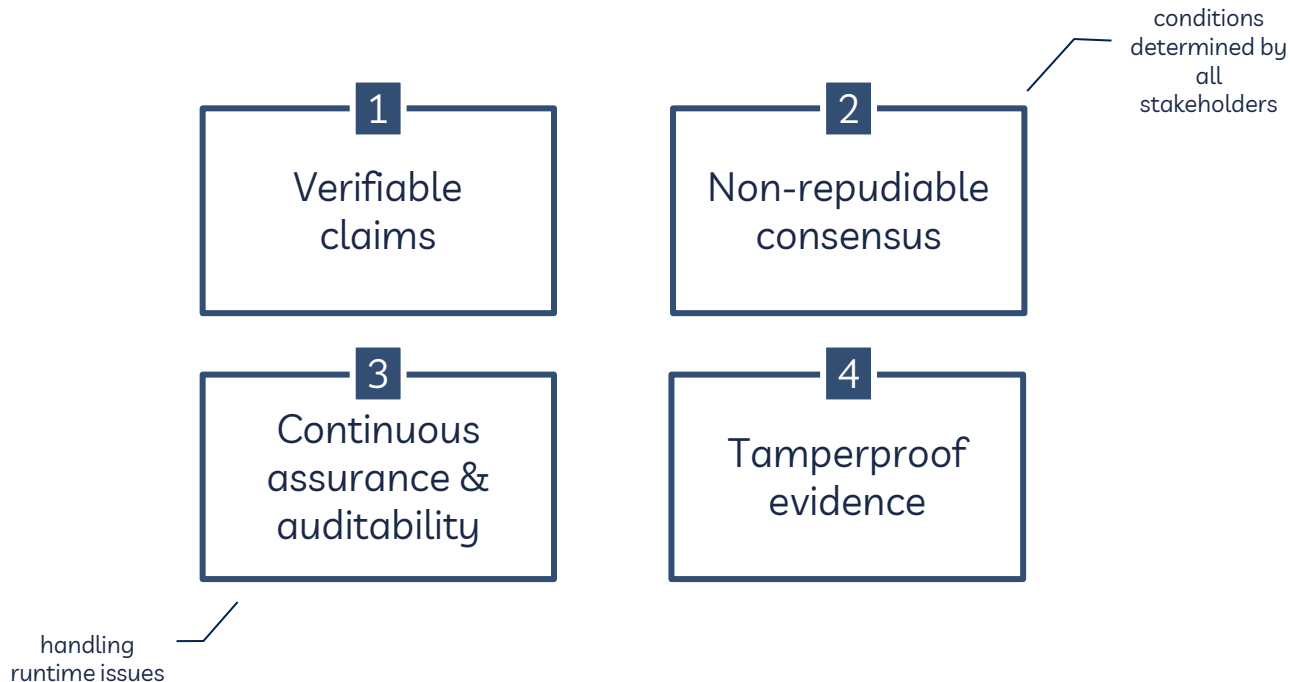 conditions
determined by
all
stakeholders
1
Verifiable
claims
2
Non-repudiable
consensus
3
Continuous
assurance &
auditability
4
Tamperproof
evidence
handling
runtime issues